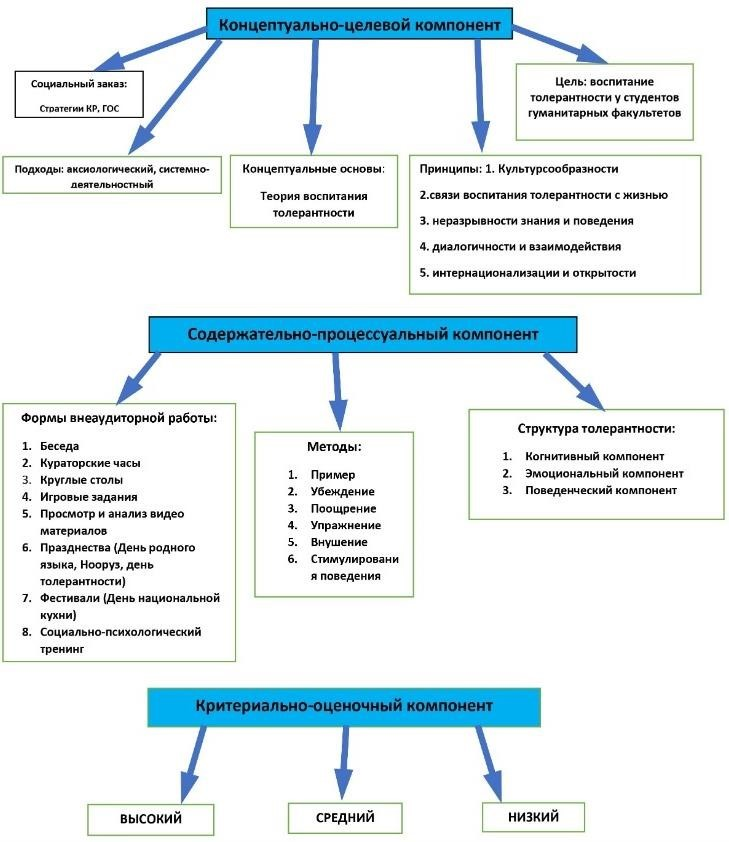 Концептуально-целевой компонент
Социальный заказ:
Стратегии КР, ГОС
Цель: воспитание
толерантности у студентов
гуманитарных факультетов
Подходы: аксиологический, системно-
деятельностный
Концептуальные основы:
Теория воспитания
толерантности
Принципы: 1. Культурсообразности
2.связи воспитания толерантности с жизнью
3. неразрывности знания и поведения
4. диалогичности и взаимодействия
5. интернационализации и открытости
Содержательно-процессуальный компонент
Формы внеаудиторной работы:
1. Беседа
2. Кураторские часы
3. Круглые столы
4. Игровые задания
5. Просмотр и анализ видео
материалов
6. Празднества (День родного
языка, Нооруз, день
толерантности)
7. Фестивали (День национальной
кухни)
8. Социально-психологический
тренинг
Методы:
1. Пример
2. Убеждение
3. Поощрение
4. Упражнение
5. Внушение
6. Стимулировани
я поведения
Структура толерантности:
1. Когнитивный компонент
2. Эмоциональный компонент
3. Поведенческий компонент
Критериально-оценочный компонент
ВЫСОКИЙ
СРЕДНИЙ
НИЗКИЙ